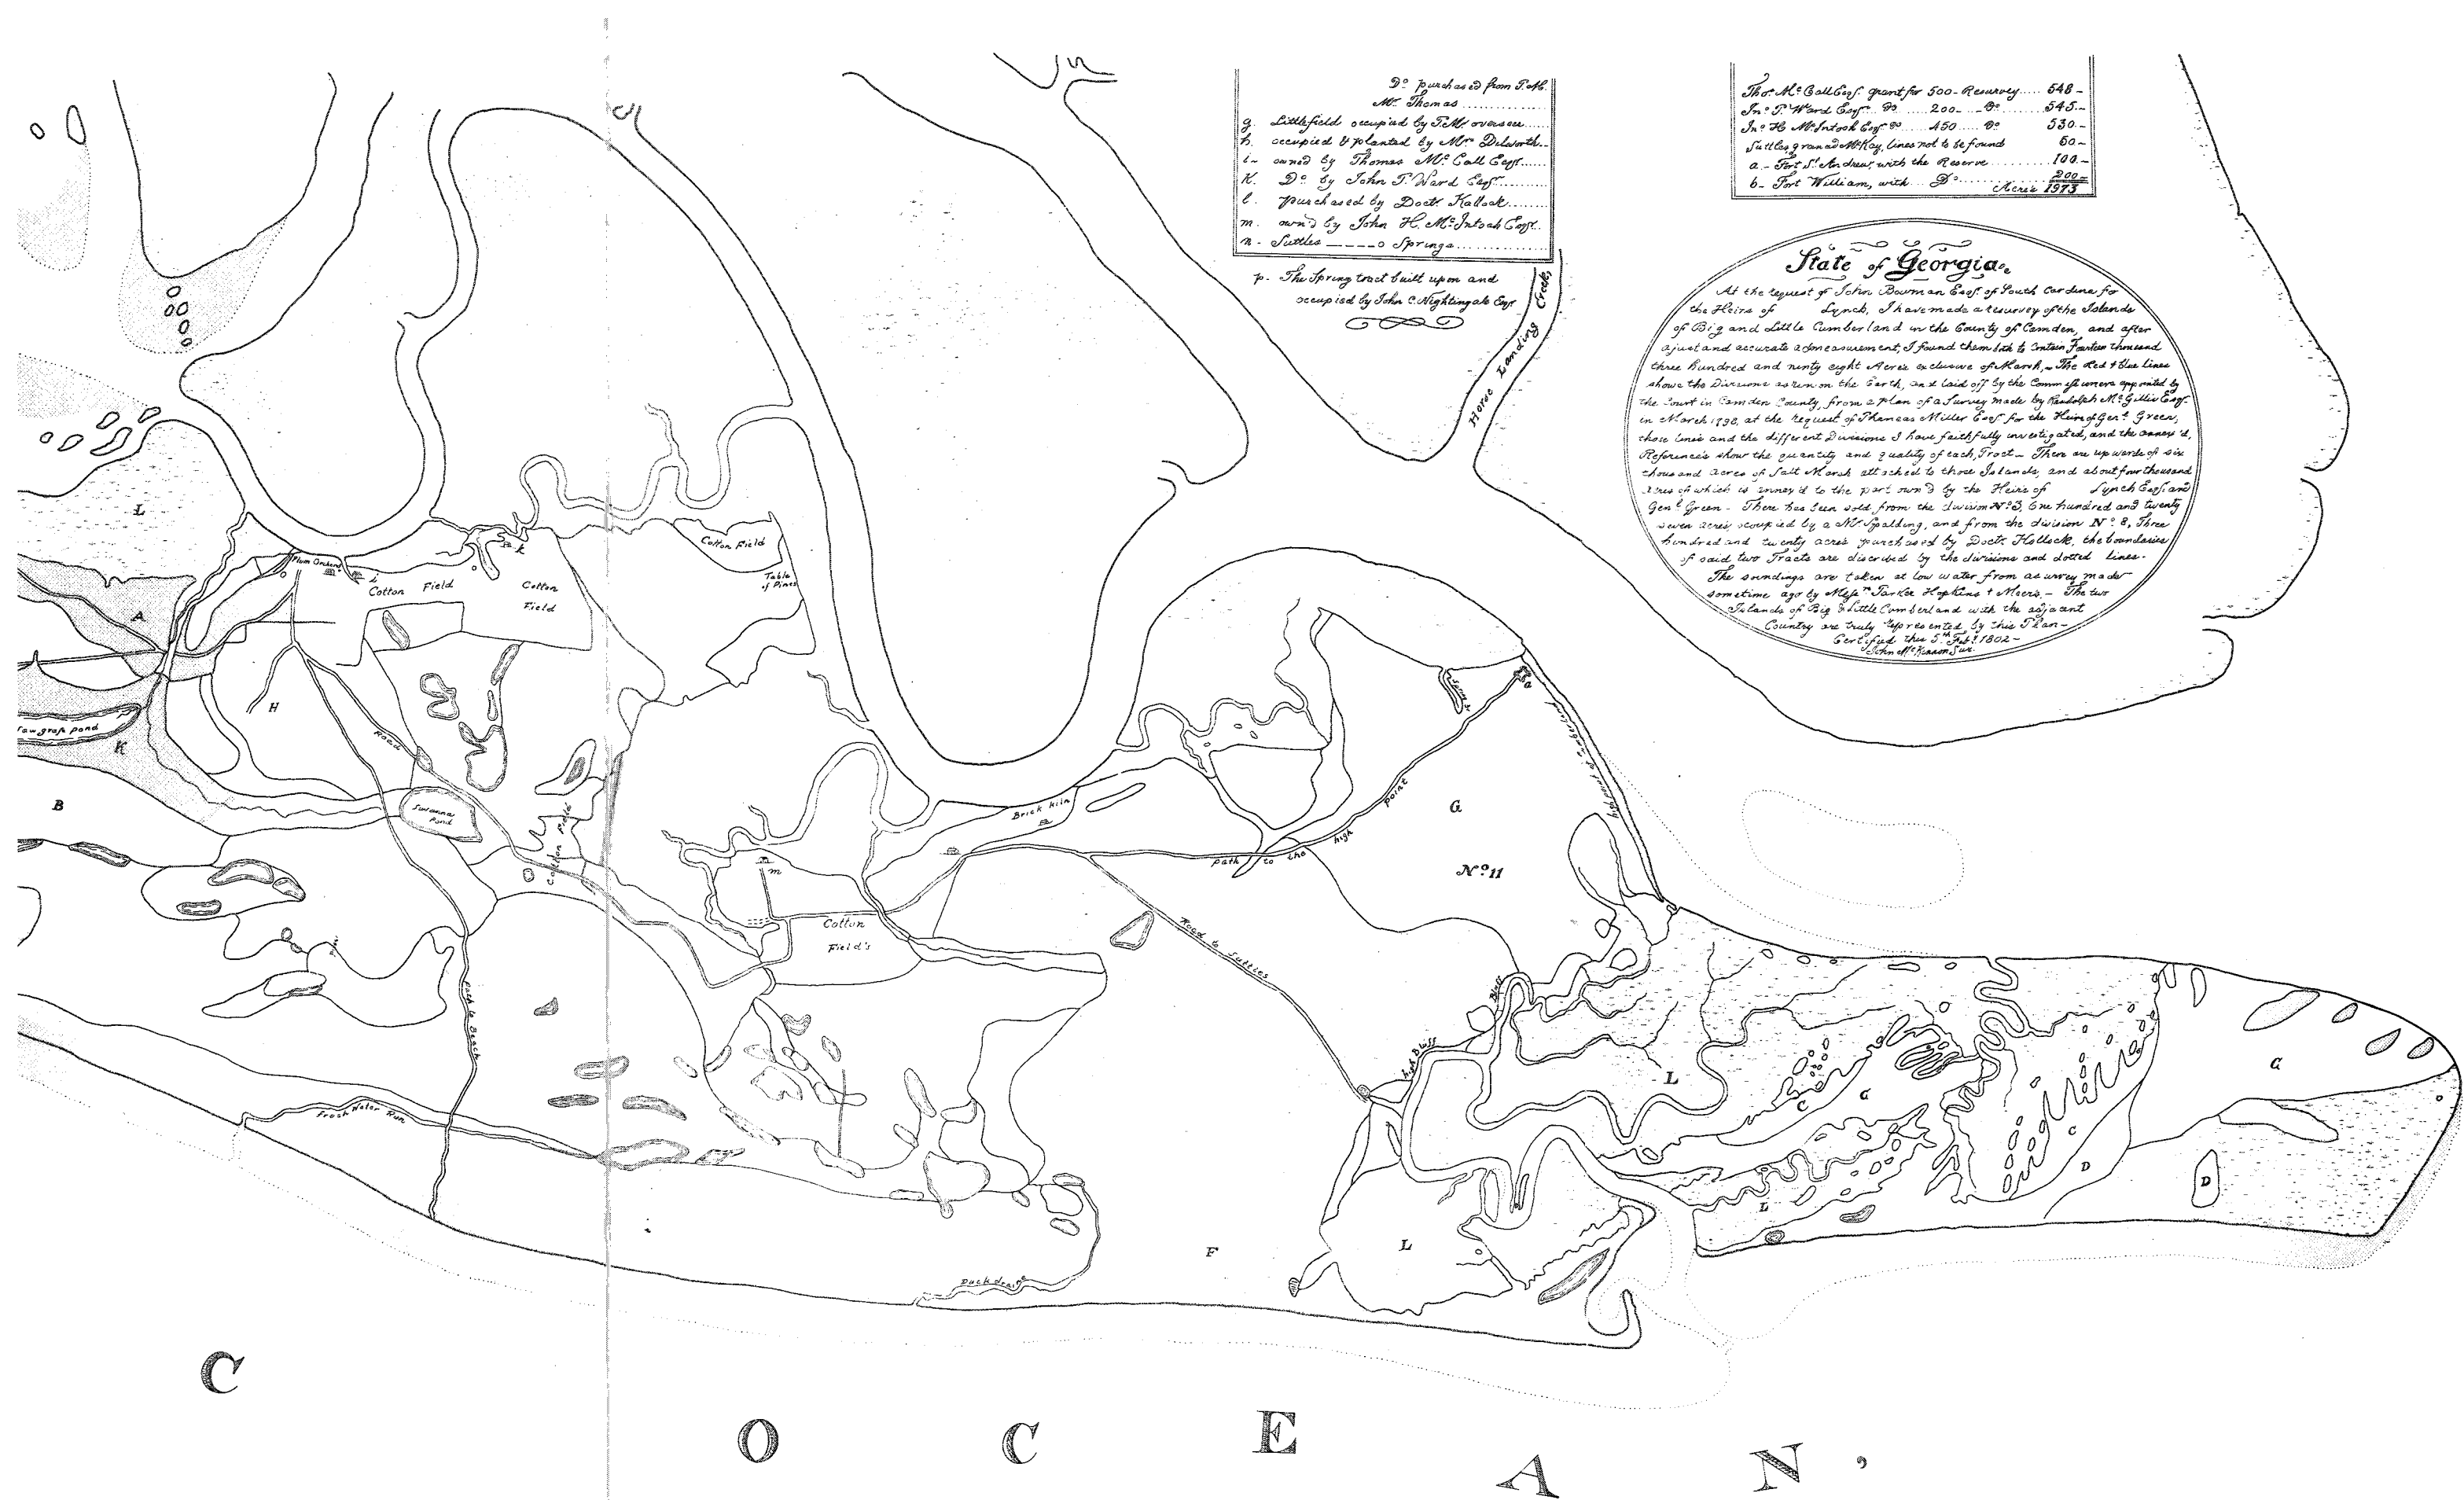 Do purchased from P.M.
Mr. Thomas
g. Littlefield occupied by P.Mr. overseer
h. occupied & planted by Mrs Dilworth
i - owned by Thomas Mc Call Esqr.
K. Do by John P. Ward Esqr.
l. purchased by Doctr. Hallock
m. own'd by John H. McIntosh Esqr.
n - Suttles - - - - o Springs
p - The Spring tract built upon and
occupied by John C. Nightingale Esqr
Thos. Mc Call Esqr. grant for 500 - Resurvey 548 -
Jno. P. Ward Esqr. Do 200 - Do 545 -
Jno. H McIntosh Esqr. Do 450 Do 530 -
lines not to be found 50 -
a - Fort St. Andrew, with the Reserve 100 -
b - Fort William, with Do 200 -
Acres 1973
State of Georgia
At the request of John Bowman Esqr. of South Carolina for
the Heirs of Lynch, I have made a resurvey of the Islands
of Big and Little Cumberland in the County of Camden, and after
a just and accurate admeasurement, I found them both to Contain Fourteen thousand
three hundred and ninty eight Acres exclusive of Marsh, - The Red & blue lines
shows the Divisions as run on the Earth, and laid off by the Commissioners appointed by
the Court in Camden County, from a plan of a Survey made by Randolph McGillis Esqr.
in March 1798, at the request of Phaneas Miller Esqr. for the Heirs of Genl. Green,
those lines and the different Divisions I have faithfully investigated, and the annex'd,
References show the quantity and quality of each, Tract - There are upwards of six
thousand acres of Salt Marsh attached to those Islands, and about four thousand
Acres of which is annex'd to the part own'd by the Heirs of Lynch Esqr. and
Genl. Green - There has been sold, from the division No. 3, One hundred and twenty
seven acres, occupied by a Mr. Spalding, and from the division No. 8, Three
hundred and twenty acres purchased by Doctr. Hallock, the boundaries
of said two Tracts are discribed by the divisions and dotted lines -
The soundings are taken at low water from a survey made
sometime ago by Messrs. Parker Hopkins & Meers. - The two
Islands of Big & Little Cumberland with the adjacent
Country are truly represented by this Plan -
Certified this 5th Feby. 1802 -
John McKinnon Sur.
Horse Landing Creek
L
A
B
K
H
Plum Orchard
i
k
Cotton Field
Cotton
Field
Cotton Field
Table
of Pines
Road
Savanna
Pond
Path to Beach
Fresh Water Run
m
n
Cotton
Field's
Brick Kiln
Path to the high point
Spring
a
G
No. 11
Road to Suttles
Bluff
high Bluff
Duck
F
L
L
L
C
G
C
D
D
G
C
O C E A N ,